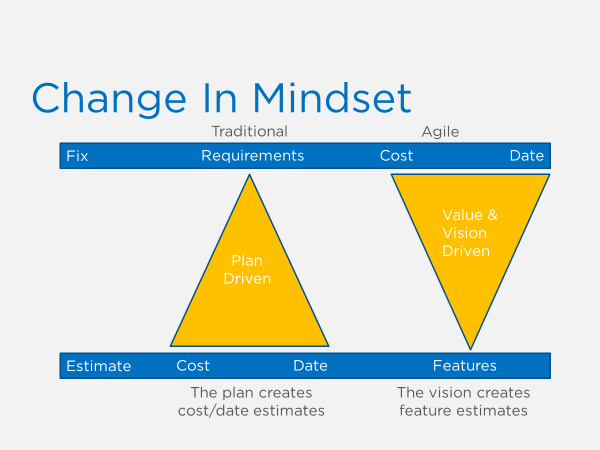 Change In Mindset
Traditional Agile
Fix Requirements Cost Date
Value &
Vision
Driven
Plan
Driven
Estimate Cost Date Features
The plan creates
cost/date estimates
The vision creates
feature estimates